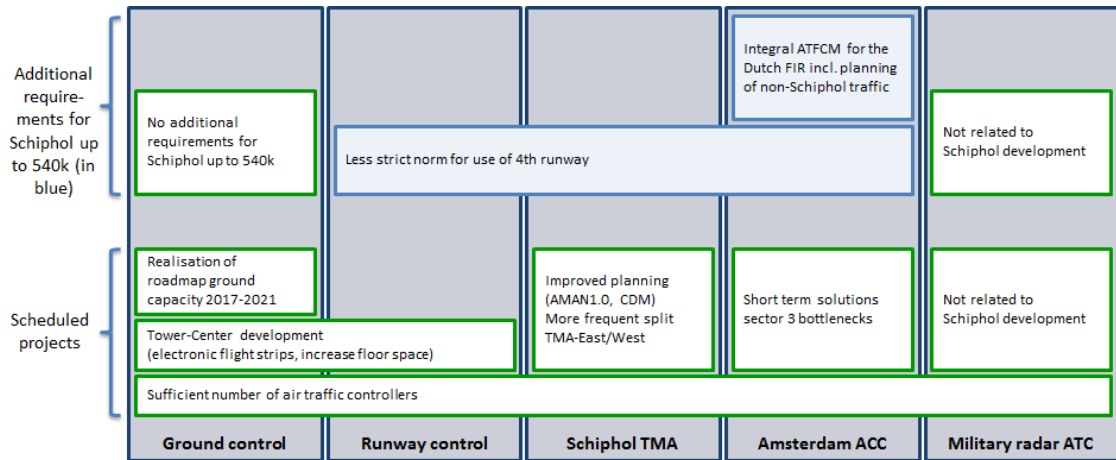 Additional
require-
ments for
Schiphol up
to 540k (in
blue)
No additional
requirements for
Schiphol up to 540k
Integral ATFCM for the
Dutch FIR incl. planning
of non-Schiphol traffic
Less strict norm for use of 4th runway
Not related to
Schiphol development
Scheduled
projects
Realisation of
roadmap ground
capacity 2017-2021
Tower-Center development
(electronic flight strips, increase floor space)
Improved planning
(AMAN1.0, CDM)
More frequent split
TMA-East/West
Short term solutions
sector 3 bottlenecks
Not related to
Schiphol development
Sufficient number of air traffic controllers
Ground control
Runway control
Schiphol TMA
Amsterdam ACC
Military radar ATC